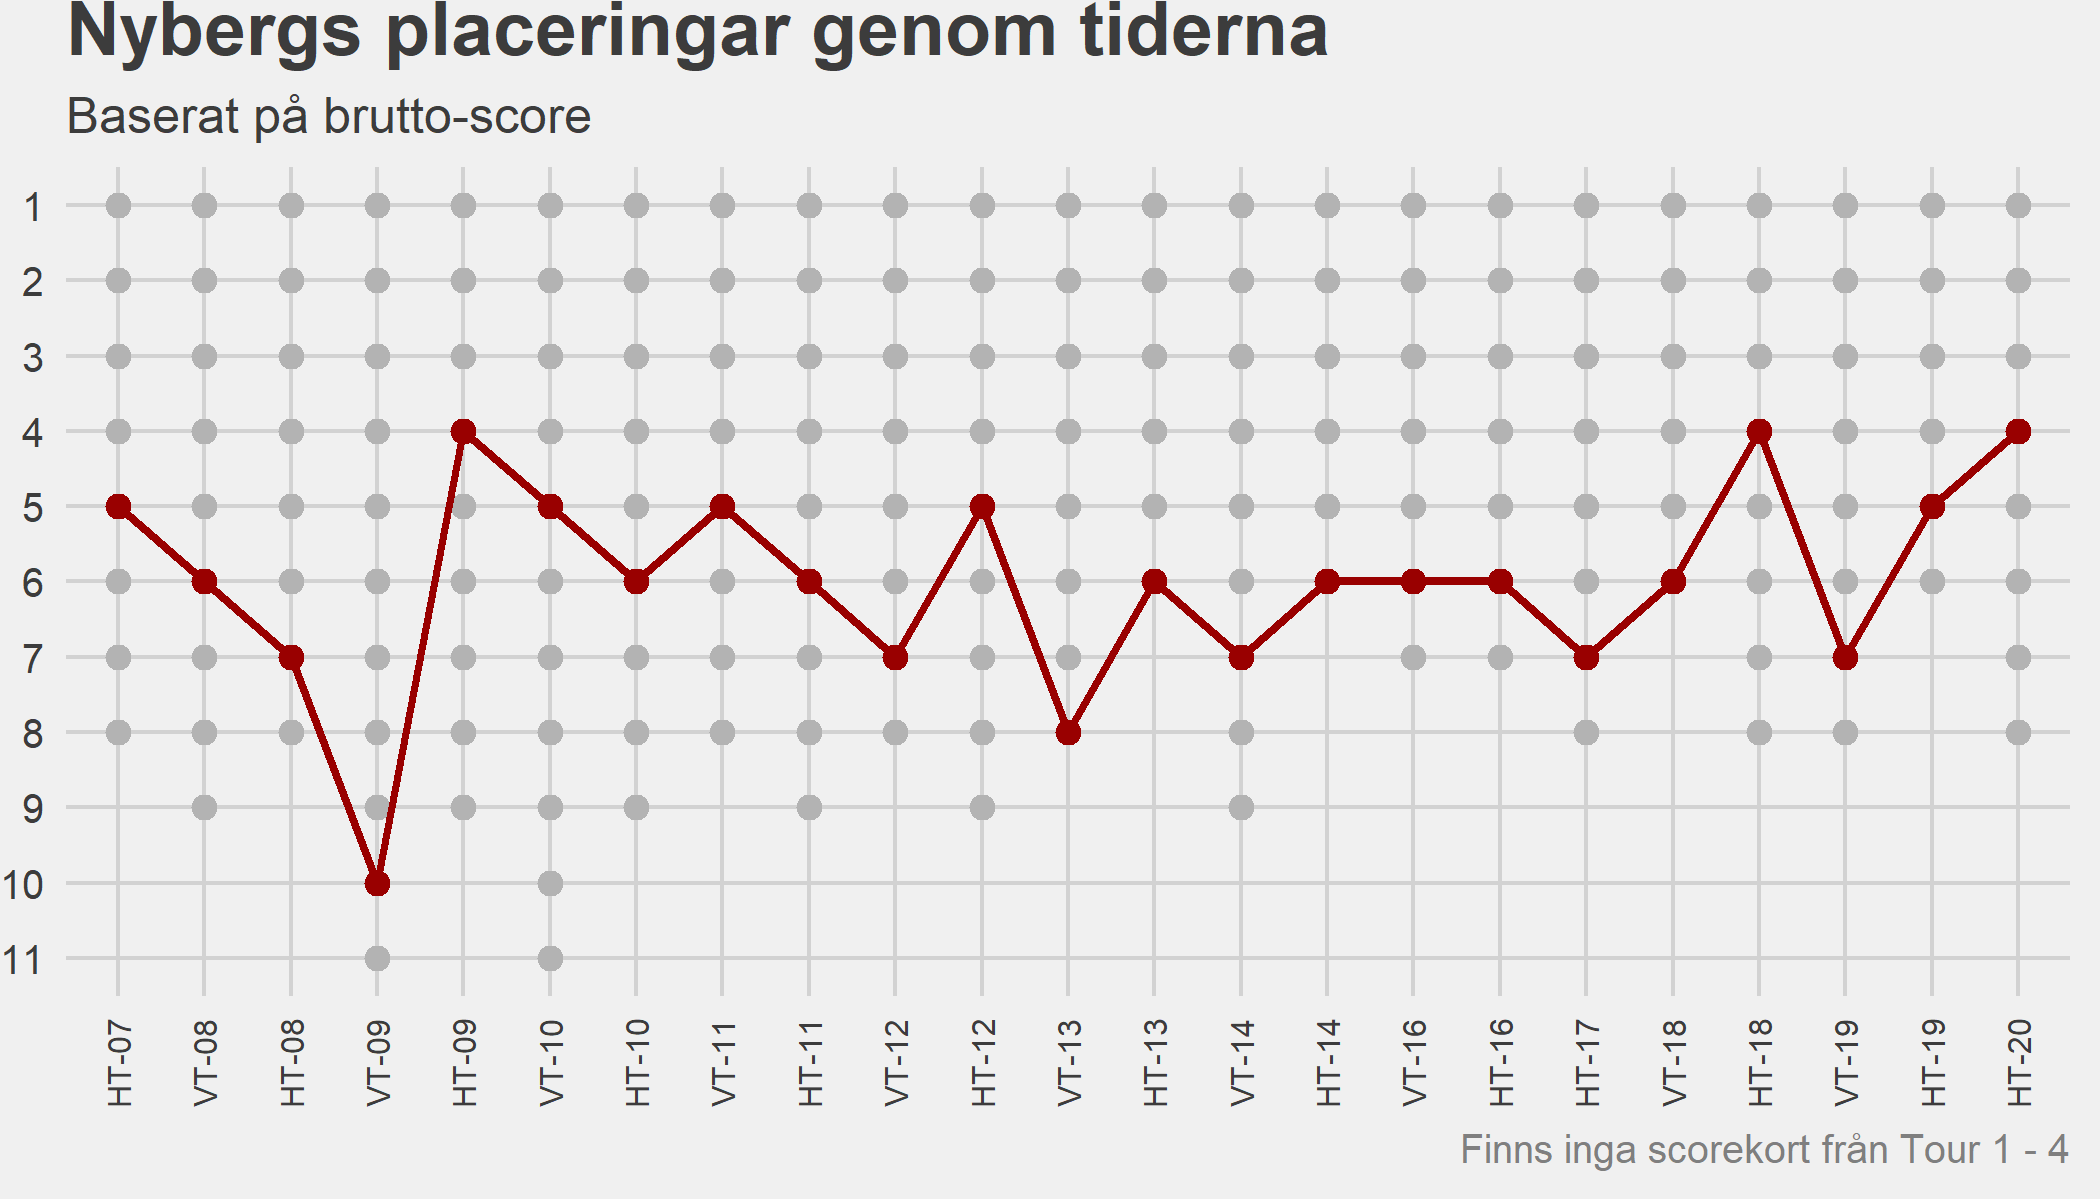 Nybergs placeringar genom tiderna
Baserat på brutto-score
1
2
3
4
5
6
7
8
9
10
11
HT-07
VT-08
HT-08
VT-09
HT-09
VT-10
HT-10
VT-11
HT-11
VT-12
HT-12
VT-13
HT-13
VT-14
HT-14
VT-16
HT-16
HT-17
VT-18
HT-18
VT-19
HT-19
HT-20
Finns inga scorekort från Tour 1 - 4